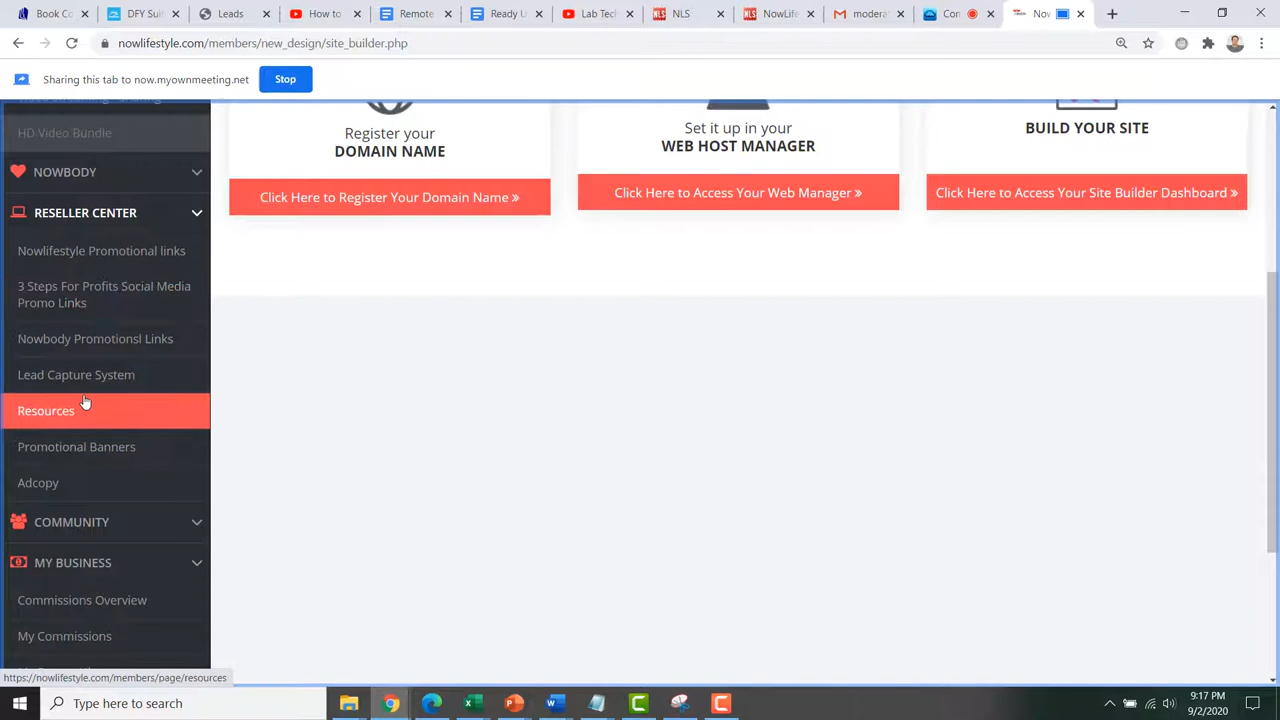 Book Co
DFY Sui
Leads
Book Co
Remote
Ready U
Lab Tech
NLS
NowLife
moderat
Con
Nov
nowlifestyle.com/members/new_design/site_builder.php
Sharing this tab to now.myownmeeting.net
Stop
HD Video Bundle
NOWBODY
RESELLER CENTER
Nowlifestyle Promotional links
3 Steps For Profits Social Media
Promo Links
Nowbody Promotionsl Links
Lead Capture System
Resources
Promotional Banners
Adcopy
COMMUNITY
MY BUSINESS
Commissions Overview
My Commissions
https://nowlifestyle.com/members/page/resources
Register your
DOMAIN NAME
Click Here to Register Your Domain Name »
Set it up in your
WEB HOST MANAGER
Click Here to Access Your Web Manager »
BUILD YOUR SITE
Click Here to Access Your Site Builder Dashboard »
Type here to search
9:17 PM
9/2/2020